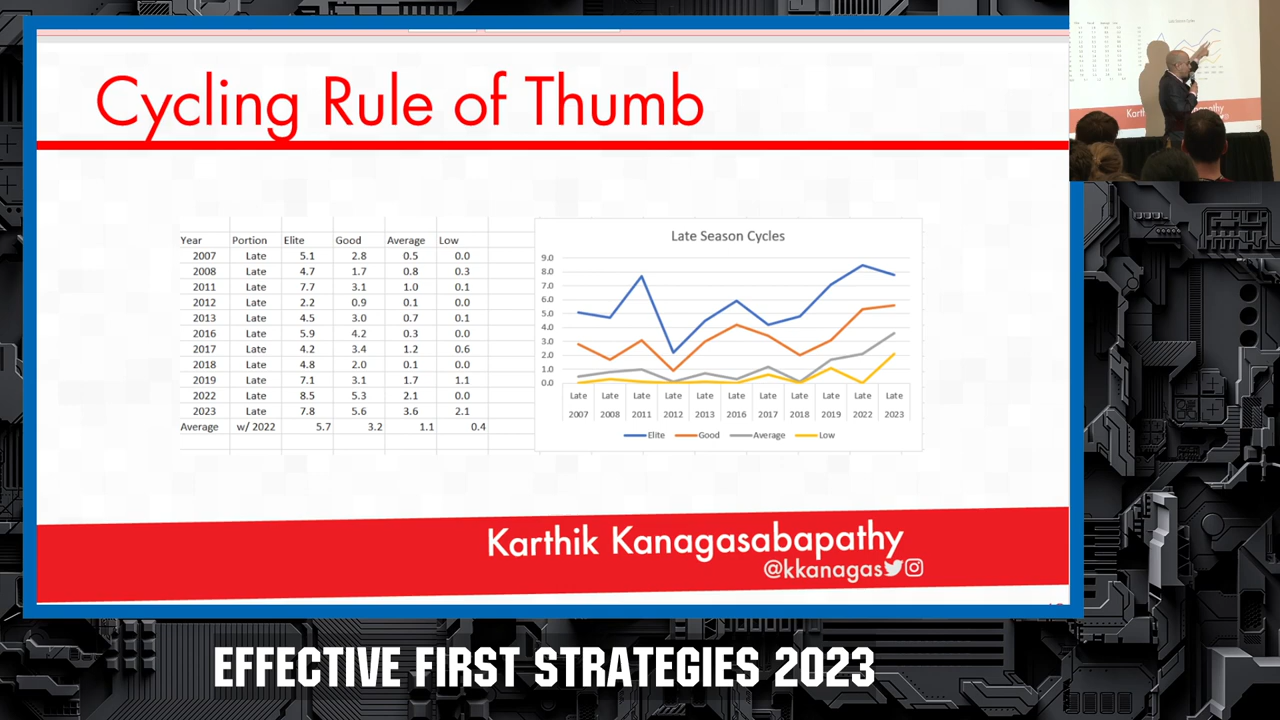 Cycling Rule of Thumb
Year Portion Elite Good Average Low
2007 Late 5.1 2.8 0.5 0.0
2008 Late 4.7 1.7 0.8 0.3
2011 Late 7.7 3.1 1.0 0.1
2012 Late 2.2 0.9 0.1 0.0
2013 Late 4.5 3.0 0.7 0.1
2016 Late 5.9 4.2 0.3 0.0
2017 Late 4.2 3.4 1.2 0.6
2018 Late 4.8 2.0 0.1 0.0
2019 Late 7.1 3.1 1.7 1.1
2022 Late 8.5 5.3 2.1 0.0
2023 Late 7.8 5.6 3.6 2.1
Average w/ 2022 5.7 3.2 1.1 0.4
Late Season Cycles
9.0
8.0
7.0
6.0
5.0
4.0
3.0
2.0
1.0
0.0
Late Late Late Late Late Late Late Late Late Late Late
2007 2008 2011 2012 2013 2016 2017 2018 2019 2022 2023
Elite Good Average Low
Karthik Kanagasabapathy
@kkanagas
EFFECTIVE FIRST STRATEGIES 2023